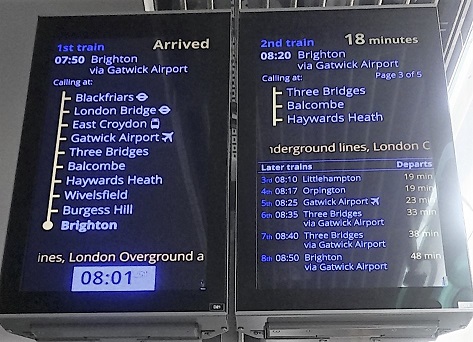 1st train Arrived
07:50 Brighton
via Gatwick Airport
Calling at:
Blackfriars
London Bridge
East Croydon
Gatwick Airport
Three Bridges
Balcombe
Haywards Heath
Wivelsfield
Burgess Hill
Brighton
ines, London Overground a
08:01
2nd train 18 minutes
08:20 Brighton
via Gatwick Airport
Calling at: Page 3 of 5
Three Bridges
Balcombe
Haywards Heath
nderground lines, London C
Later trains Departs
3rd 08:10 Littlehampton 19 min
4th 08:17 Orpington 19 min
5th 08:25 Gatwick Airport 23 min
6th 08:35 Three Bridges 33 min
via Gatwick Airport
7th 08:40 Three Bridges 38 min
via Gatwick Airport
8th 08:50 Brighton 48 min
via Gatwick Airport